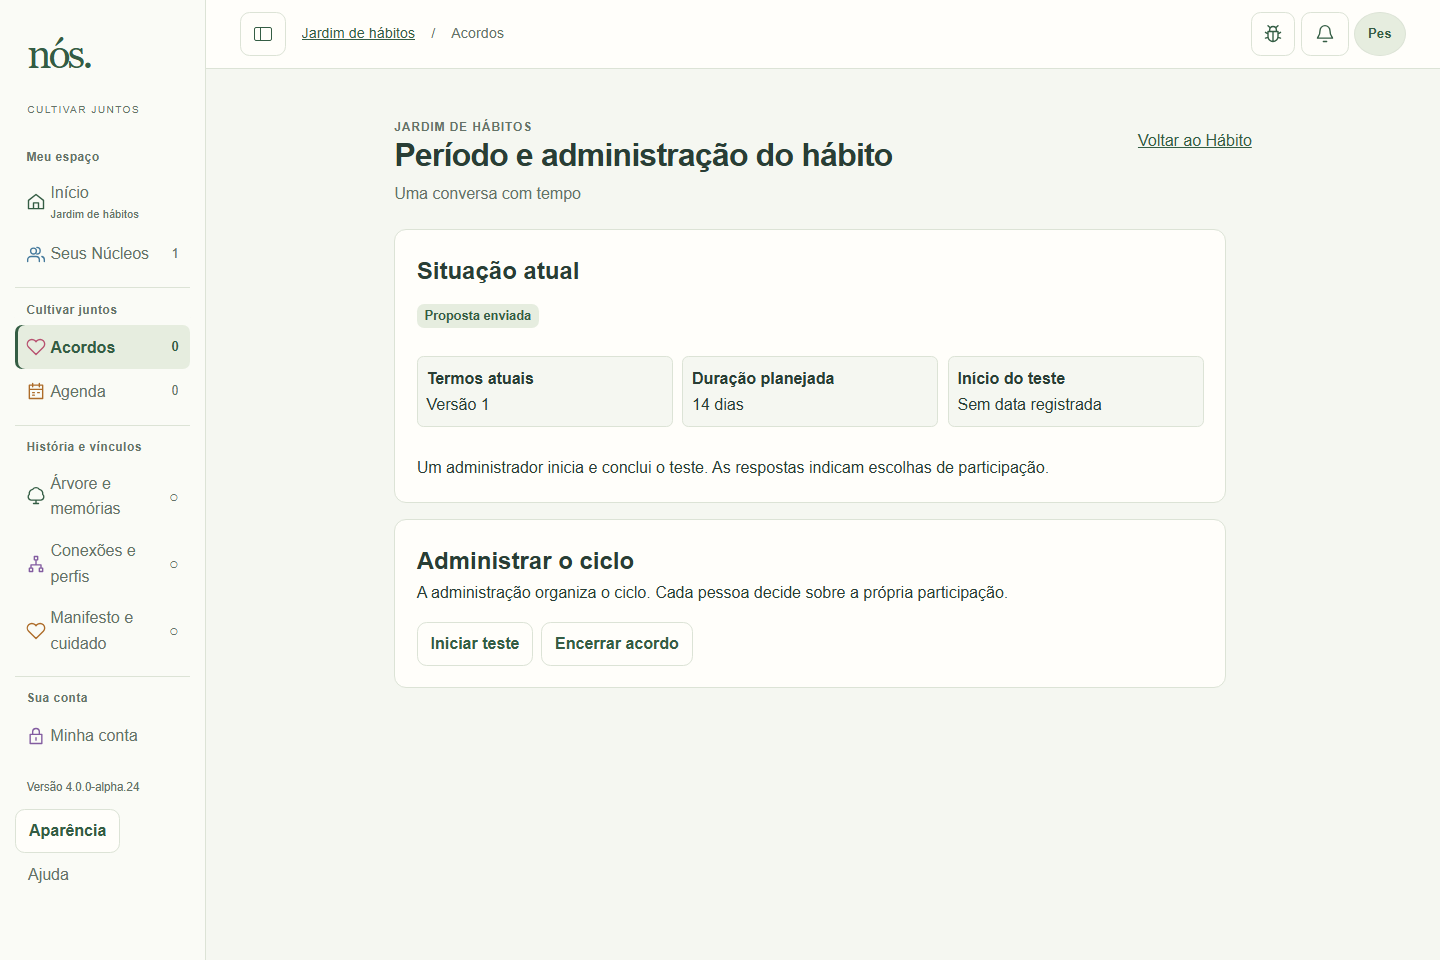 nós.
CULTIVAR JUNTOS
Meu espaço
Início
Jardim de hábitos
Seus Núcleos 1
Cultivar juntos
Acordos 0
Agenda 0
História e vínculos
Árvore e
memórias
Conexões e
perfis
Manifesto e
cuidado
Sua conta
Minha conta
Versão 4.0.0-alpha.24
Aparência
Ajuda
Jardim de hábitos / Acordos
Pes
JARDIM DE HÁBITOS
Período e administração do hábito
Voltar ao Hábito
Uma conversa com tempo
Situação atual
Proposta enviada
Termos atuais
Versão 1
Duração planejada
14 dias
Início do teste
Sem data registrada
Um administrador inicia e conclui o teste. As respostas indicam escolhas de participação.
Administrar o ciclo
A administração organiza o ciclo. Cada pessoa decide sobre a própria participação.
Iniciar teste
Encerrar acordo